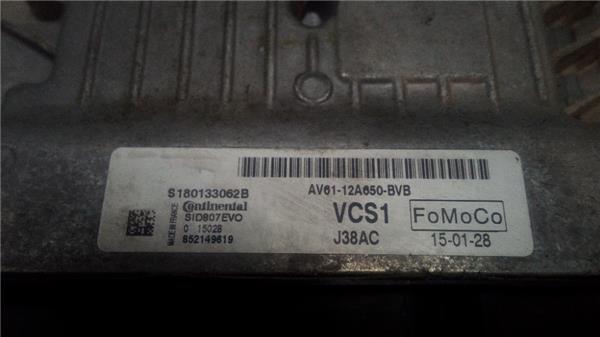 S180133062B
AV61-12A650-BVB
Continental
SID807EVO
VCS1
FoMoCo
MADE IN FRANCE
0 15028
852149619
J38AC
15-01-28